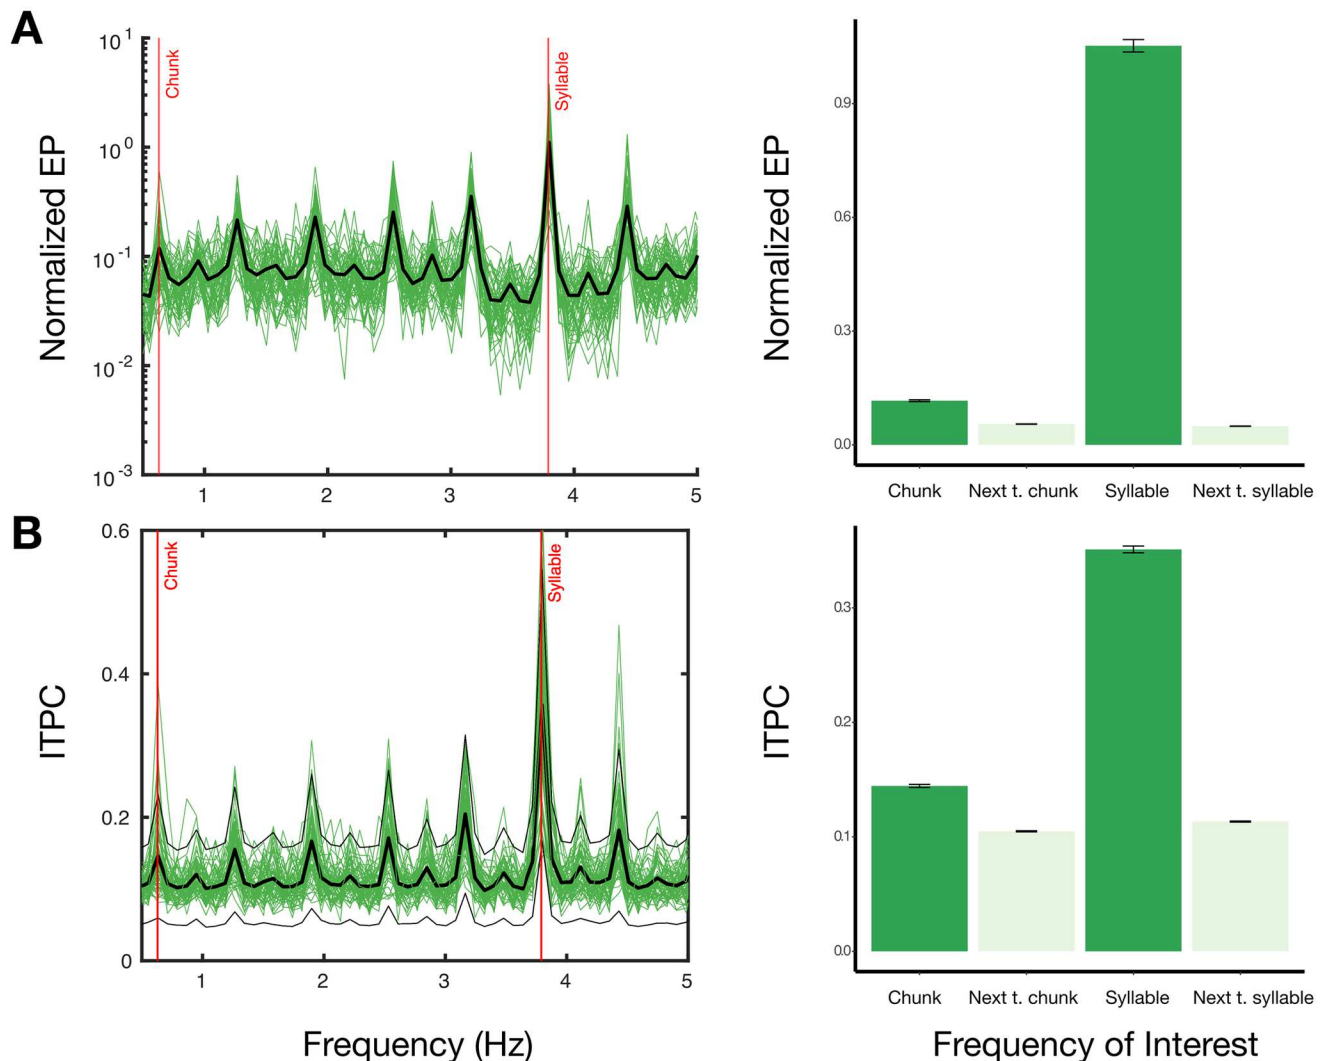 A
Normalized EP
10^1
10^0
10^-1
10^-2
10^-3
Chunk
Syllable
1 2 3 4 5
Normalized EP
0.9
0.6
0.3
0.0
Chunk Next t. chunk Syllable Next t. syllable
B
ITPC
0.6
0.4
0.2
0
Chunk
Syllable
1 2 3 4 5
Frequency (Hz)
ITPC
0.3
0.2
0.1
0.0
Chunk Next t. chunk Syllable Next t. syllable
Frequency of Interest